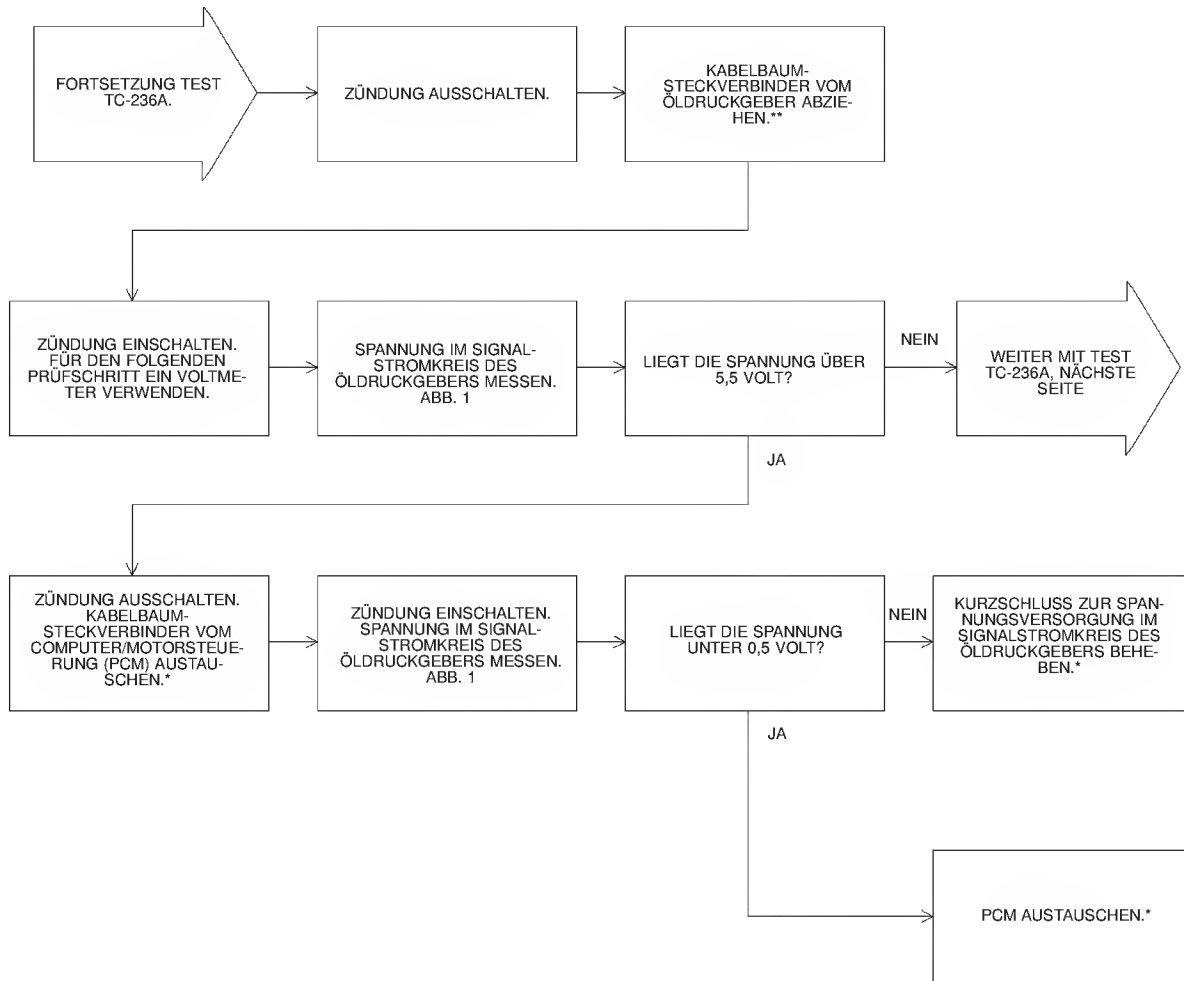 FORTSETZUNG TEST
TC-236A.
ZÜNDUNG AUSSCHALTEN.
KABELBAUM-
STECKVERBINDER VOM
ÖLDRUCKGEBER ABZIE-
HEN.**
ZÜNDUNG EINSCHALTEN.
FÜR DEN FOLGENDEN
PRÜFSCHRITT EIN VOLTME-
TER VERWENDEN.
SPANNUNG IM SIGNAL-
STROMKREIS DES
ÖLDRUCKGEBERS MESSEN.
ABB. 1
LIEGT DIE SPANNUNG ÜBER
5,5 VOLT?
NEIN
WEITER MIT TEST
TC-236A, NÄCHSTE
SEITE
JA
ZÜNDUNG AUSSCHALTEN.
KABELBAUM-
STECKVERBINDER VOM
COMPUTER/MOTORSTEUE-
RUNG (PCM) AUSTAU-
SCHEN.*
ZÜNDUNG EINSCHALTEN.
SPANNUNG IM SIGNAL-
STROMKREIS DES
ÖLDRUCKGEBERS MESSEN.
ABB. 1
LIEGT DIE SPANNUNG
UNTER 0,5 VOLT?
NEIN
KURZSCHLUSS ZUR SPAN-
NUNGSVERSORGUNG IM
SIGNALSTROMKREIS DES
ÖLDRUCKGEBERS BEHE-
BEN.*
JA
PCM AUSTAUSCHEN.*